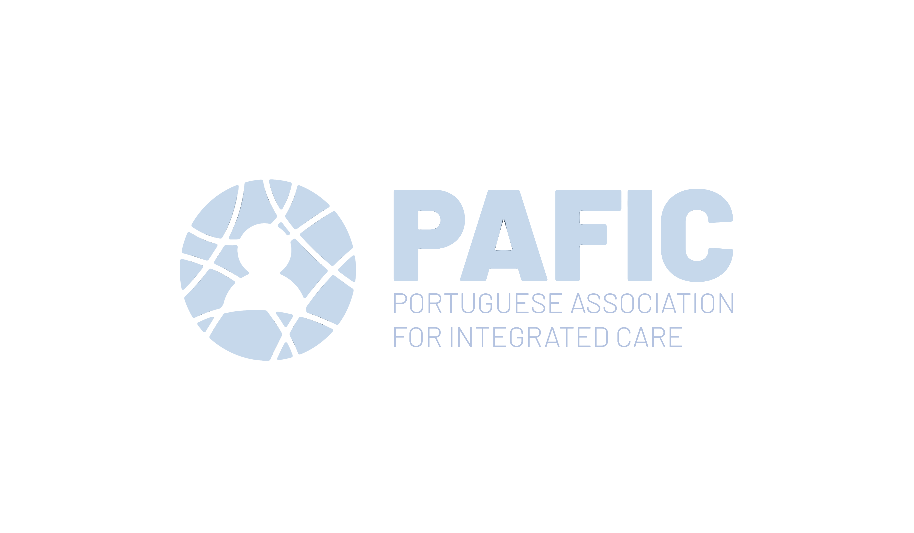 PAFIC
PORTUGUESE ASSOCIATION
FOR INTEGRATED CARE